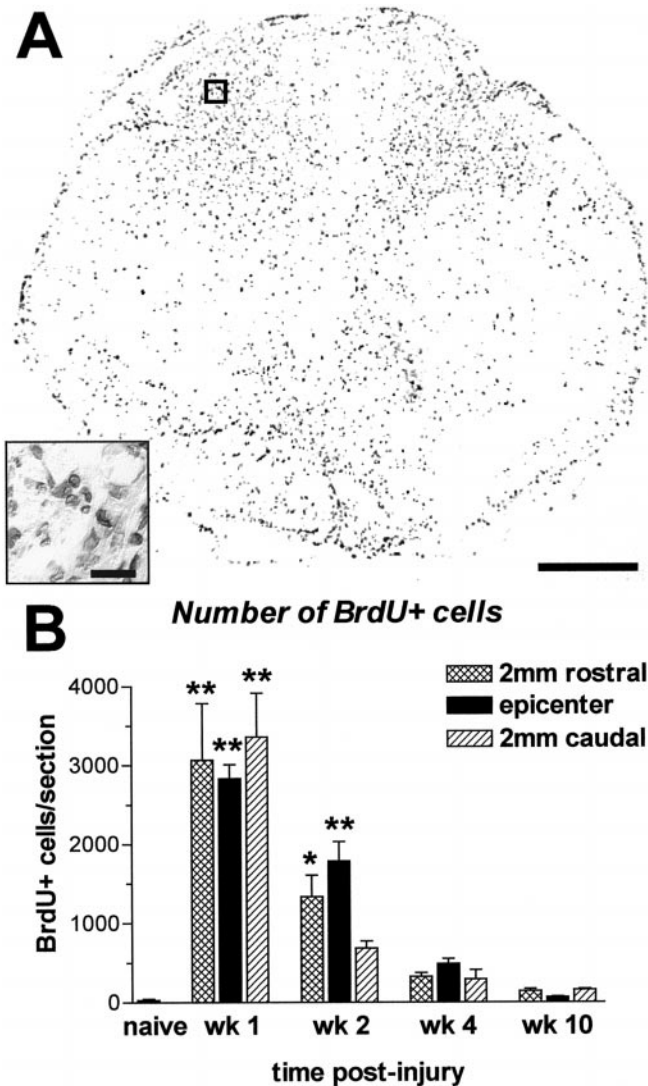 A
Number of BrdU+ cells
B
2mm rostral
epicenter
2mm caudal
BrdU+ cells/section
4000
3000
2000
1000
0
** ** **
* **
naive wk 1 wk 2 wk 4 wk 10
time post-injury